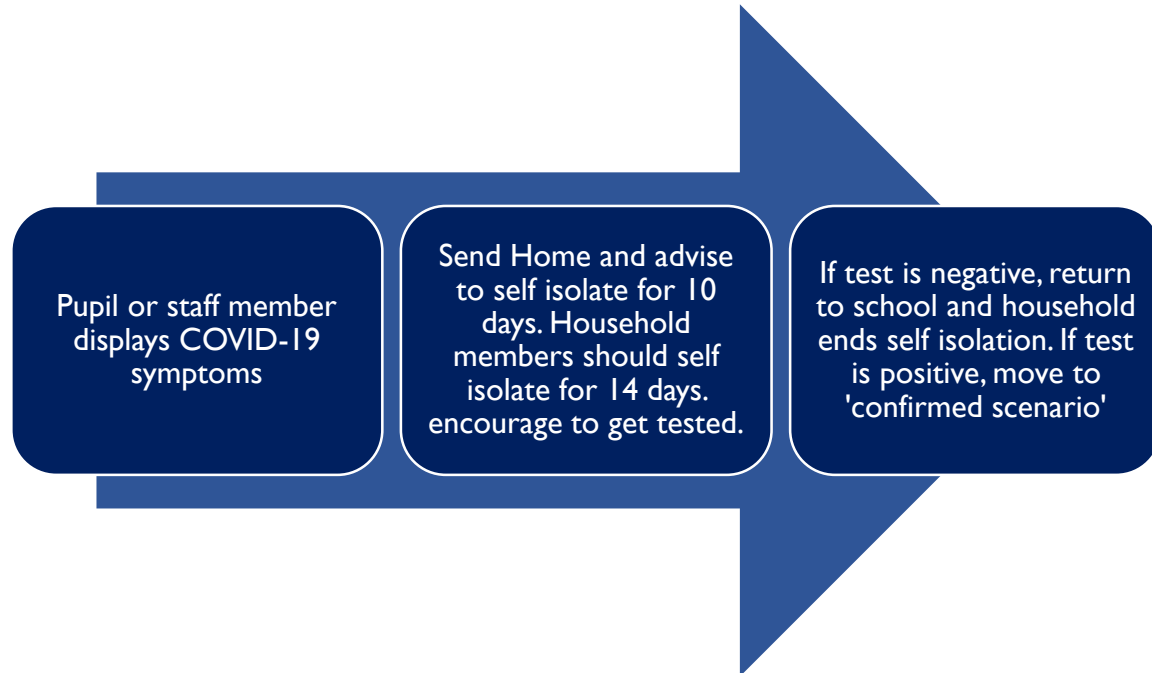 Pupil or staff member
displays COVID-19
symptoms
Send Home and advise
to self isolate for 10
days. Household
members should self
isolate for 14 days.
encourage to get tested.
If test is negative, return
to school and household
ends self isolation. If test
is positive, move to
'confirmed scenario'